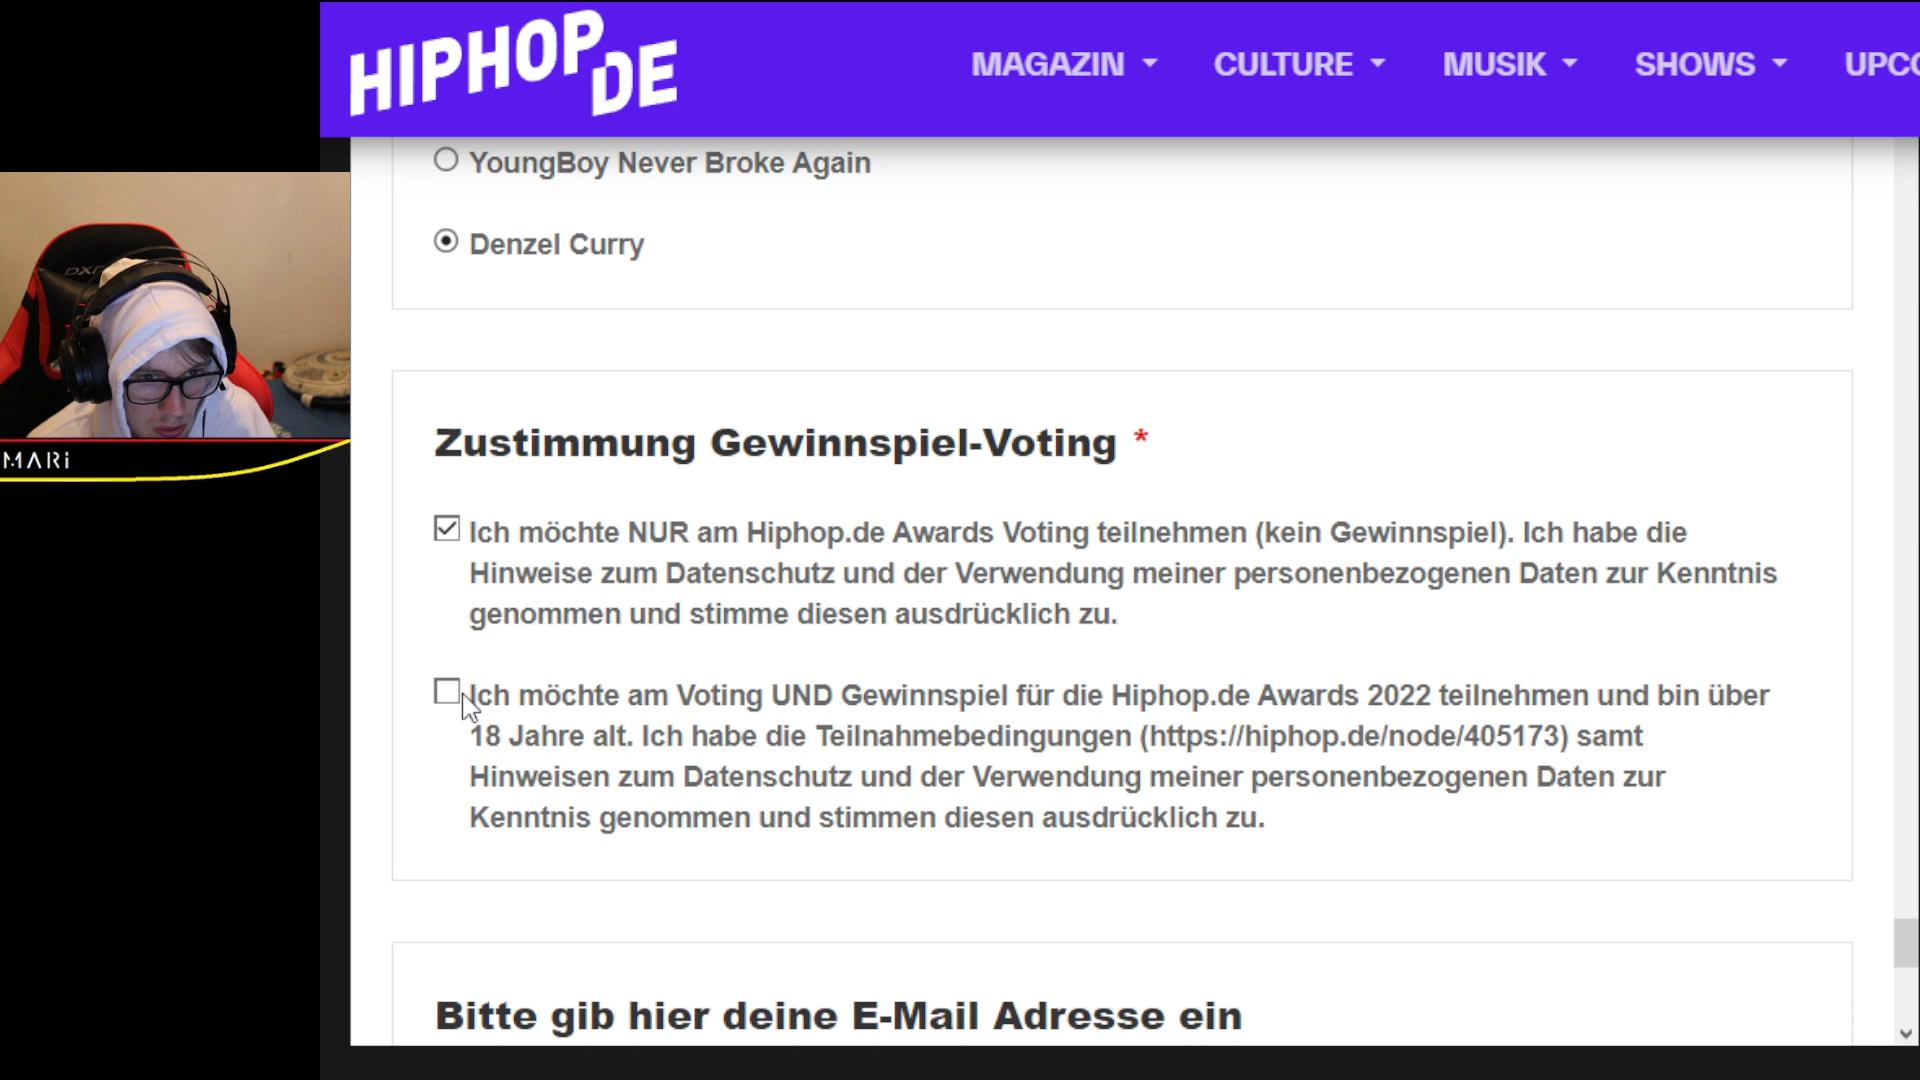 HIPHOP.DE
MAGAZIN
CULTURE
MUSIK
SHOWS
UPCO
YoungBoy Never Broke Again
Denzel Curry
DXR
MARi
Zustimmung Gewinnspiel-Voting *
Ich möchte NUR am Hiphop.de Awards Voting teilnehmen (kein Gewinnspiel). Ich habe die
Hinweise zum Datenschutz und der Verwendung meiner personenbezogenen Daten zur Kenntnis
genommen und stimme diesen ausdrücklich zu.
Ich möchte am Voting UND Gewinnspiel für die Hiphop.de Awards 2022 teilnehmen und bin über
18 Jahre alt. Ich habe die Teilnahmebedingungen (https://hiphop.de/node/405173) samt
Hinweisen zum Datenschutz und der Verwendung meiner personenbezogenen Daten zur
Kenntnis genommen und stimmen diesen ausdrücklich zu.
Bitte gib hier deine E-Mail Adresse ein